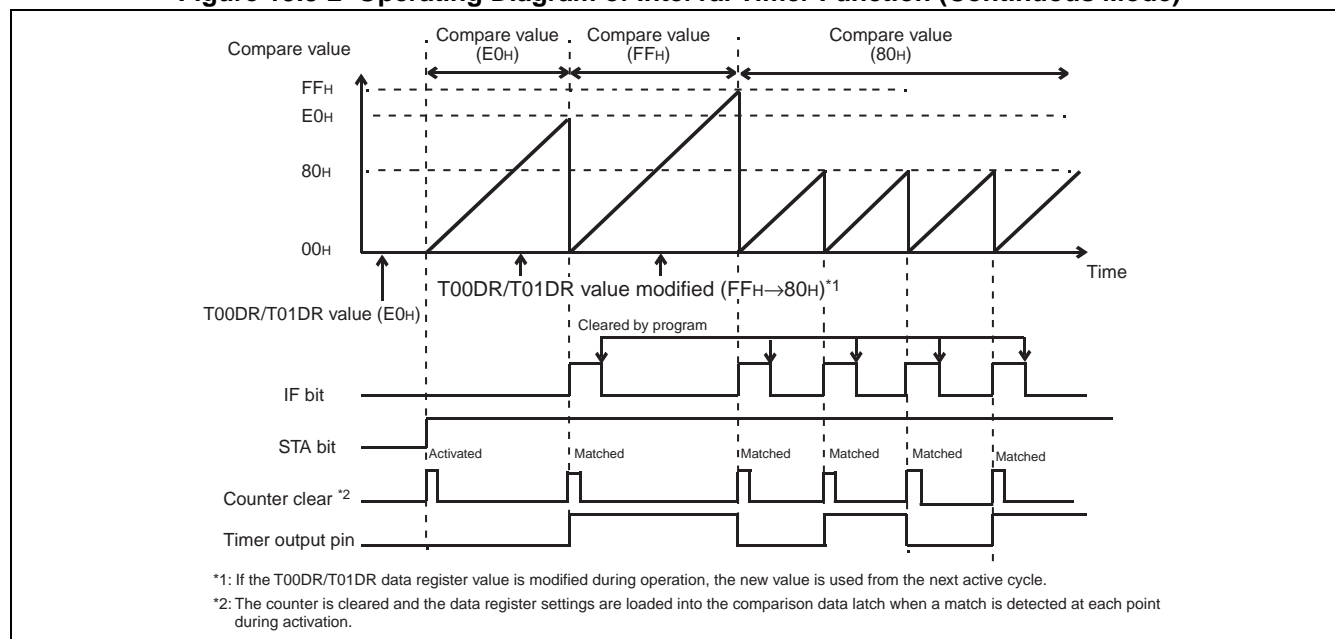 Figure 15.9-2 Operating Diagram of Interval Timer Function (Continuous Mode)
Compare value
Compare value
(E0H)
Compare value
(FFH)
Compare value
(80H)
FFH
E0H
80H
00H
Time
T00DR/T01DR value modified (FFH→80H)*1
T00DR/T01DR value (E0H)
Cleared by program
IF bit
STA bit
Activated
Matched
Matched
Matched
Matched
Matched
Counter clear *2
Timer output pin
*1: If the T00DR/T01DR data register value is modified during operation, the new value is used from the next active cycle.
*2: The counter is cleared and the data register settings are loaded into the comparison data latch when a match is detected at each point
during activation.